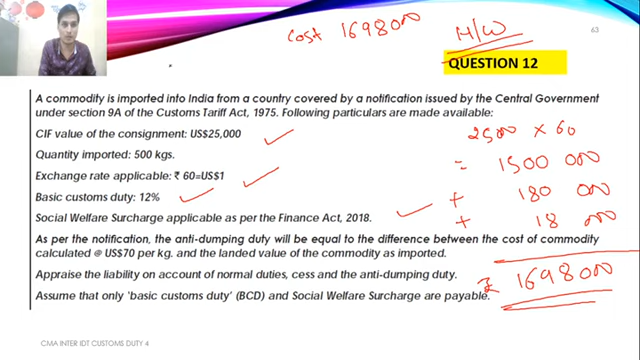 cost 1698000
H/W
63
QUESTION 12
A commodity is imported into India from a country covered by a notification issued by the Central Government
under section 9A of the Customs Tariff Act, 1975. Following particulars are made available:
CIF value of the consignment: US$25,000
2500 × 60
Quantity imported: 500 kgs.
= 1500 000
Exchange rate applicable: ₹ 60=US$1
+ 180 000
Basic customs duty: 12%
+ 18 000
Social Welfare Surcharge applicable as per the Finance Act, 2018.
As per the notification, the anti-dumping duty will be equal to the difference between the cost of commodity
calculated @ US$70 per kg. and the landed value of the commodity as imported.
Appraise the liability on account of normal duties, cess and the anti-dumping duty.
₹ 1698000
Assume that only 'basic customs duty' (BCD) and Social Welfare Surcharge are payable.
CMA INTER IDT CUSTOMS DUTY 4